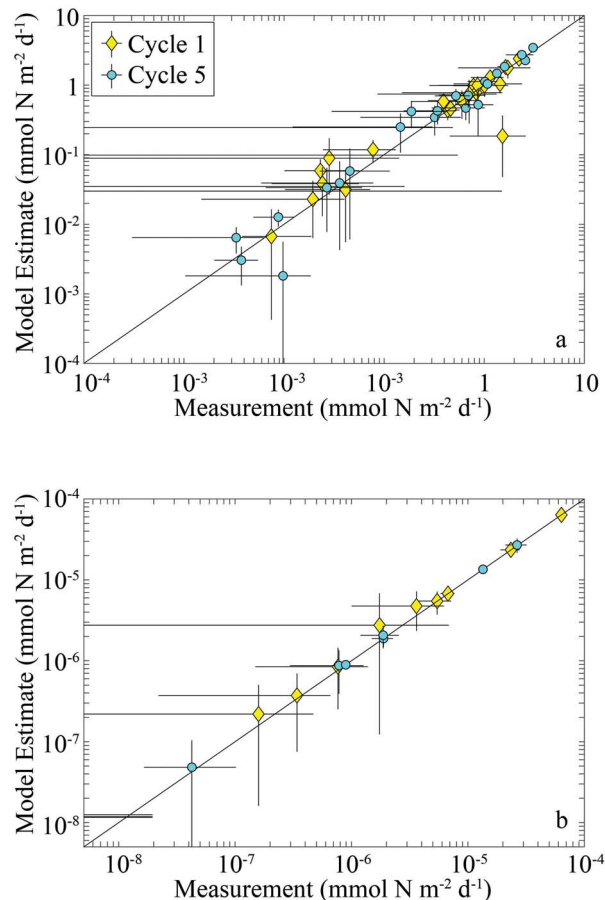 10
Cycle 1
Cycle 5
1
10⁻¹
10⁻²
10⁻³
10⁻⁴
Model Estimate (mmol N m⁻² d⁻¹)
a
10⁻⁴ 10⁻³ 10⁻³ 10⁻³ 1 10
Measurement (mmol N m⁻² d⁻¹)
10⁻⁴
10⁻⁵
10⁻⁶
10⁻⁷
10⁻⁸
Model Estimate (mmol N m⁻² d⁻¹)
b
10⁻⁸ 10⁻⁷ 10⁻⁶ 10⁻⁵ 10⁻⁴
Measurement (mmol N m⁻² d⁻¹)